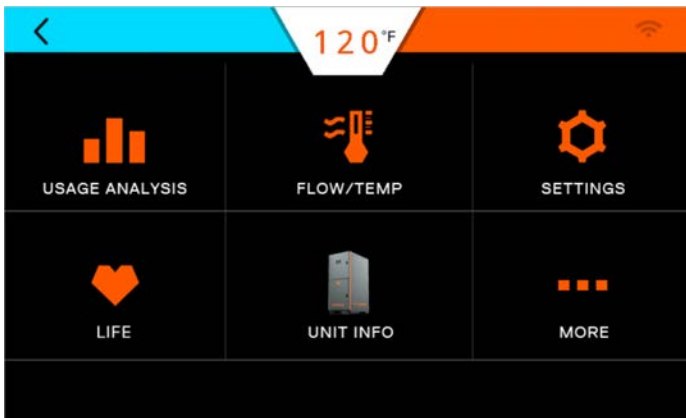 120°F
USAGE ANALYSIS
FLOW/TEMP
SETTINGS
LIFE
UNIT INFO
MORE